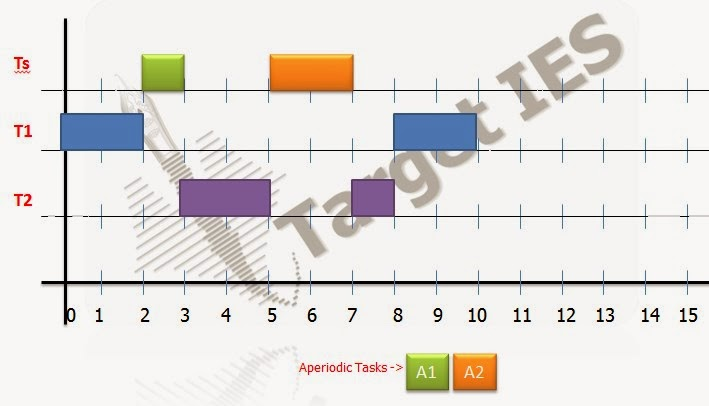 Ts
T1
T2
Target IES
0 1 2 3 4 5 6 7 8 9 10 11 12 13 14 15
Aperiodic Tasks -> A1 A2